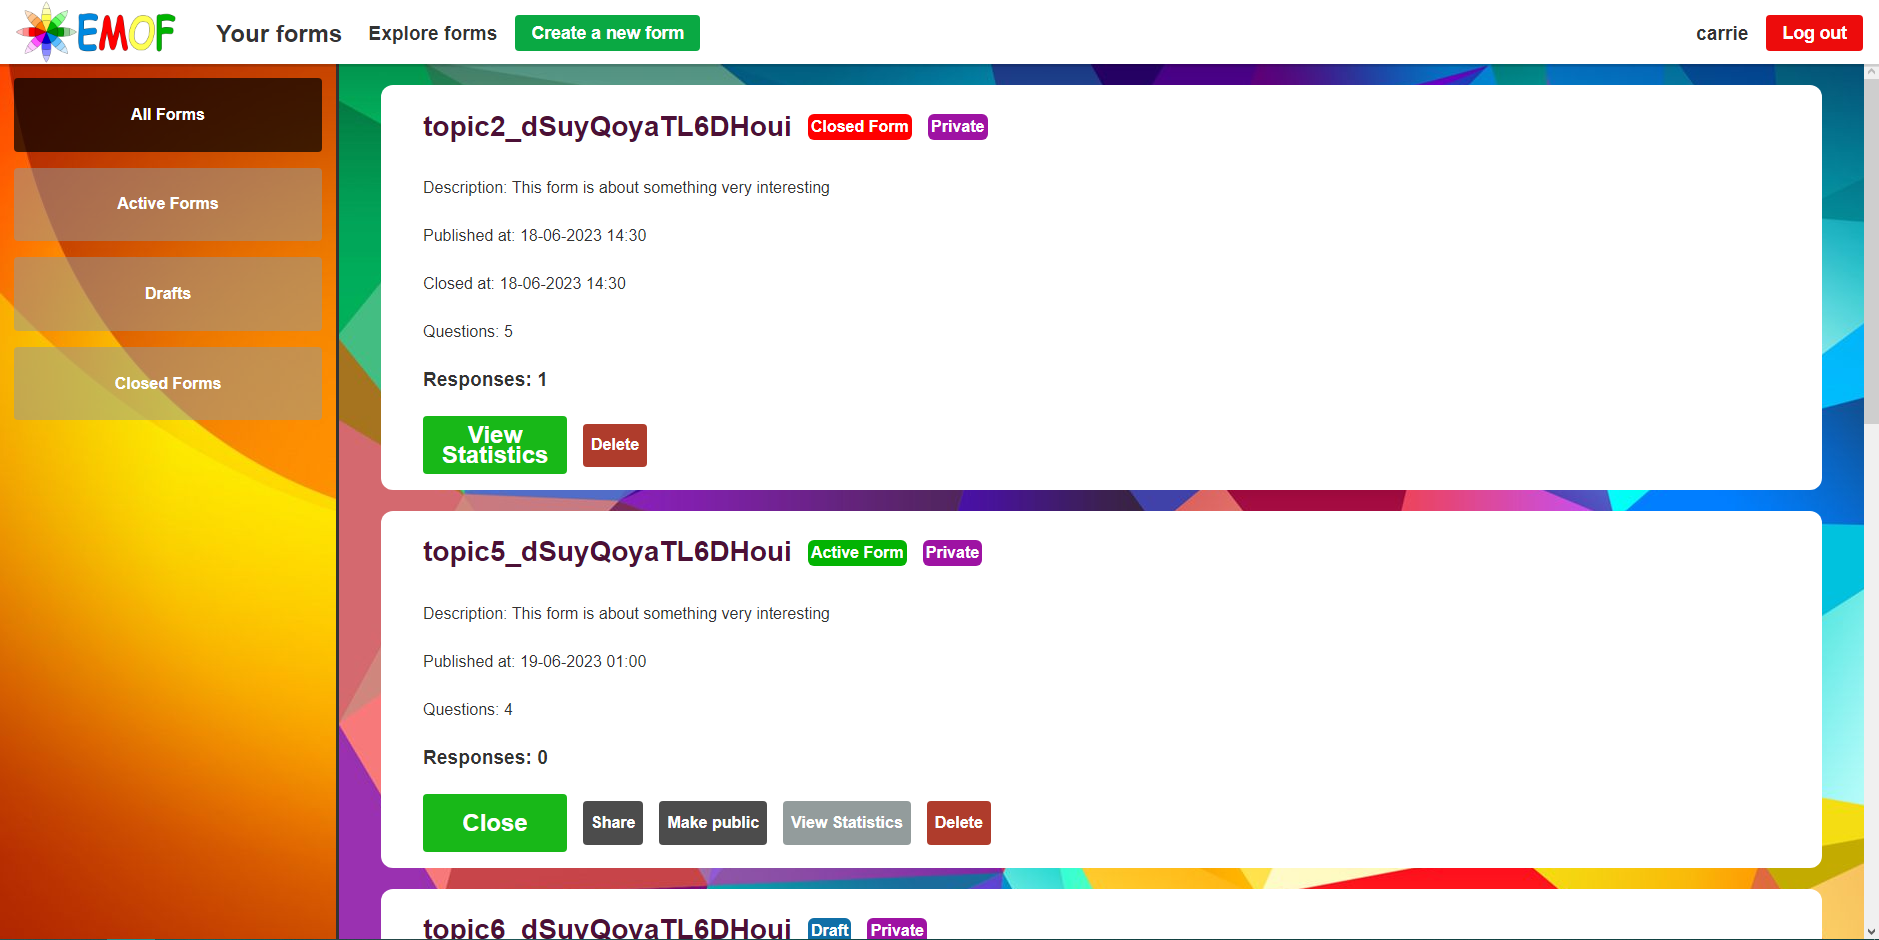 EMOF
Your forms
Explore forms
Create a new form
carrie
Log out
All Forms
Active Forms
Drafts
Closed Forms
topic2_dSuyQoyaTL6DHoui Closed Form Private
Description: This form is about something very interesting
Published at: 18-06-2023 14:30
Closed at: 18-06-2023 14:30
Questions: 5
Responses: 1
View
Statistics
Delete
topic5_dSuyQoyaTL6DHoui Active Form Private
Description: This form is about something very interesting
Published at: 19-06-2023 01:00
Questions: 4
Responses: 0
Close Share Make public View Statistics Delete
topic6_dSuyQoyaTL6DHoui Draft Private